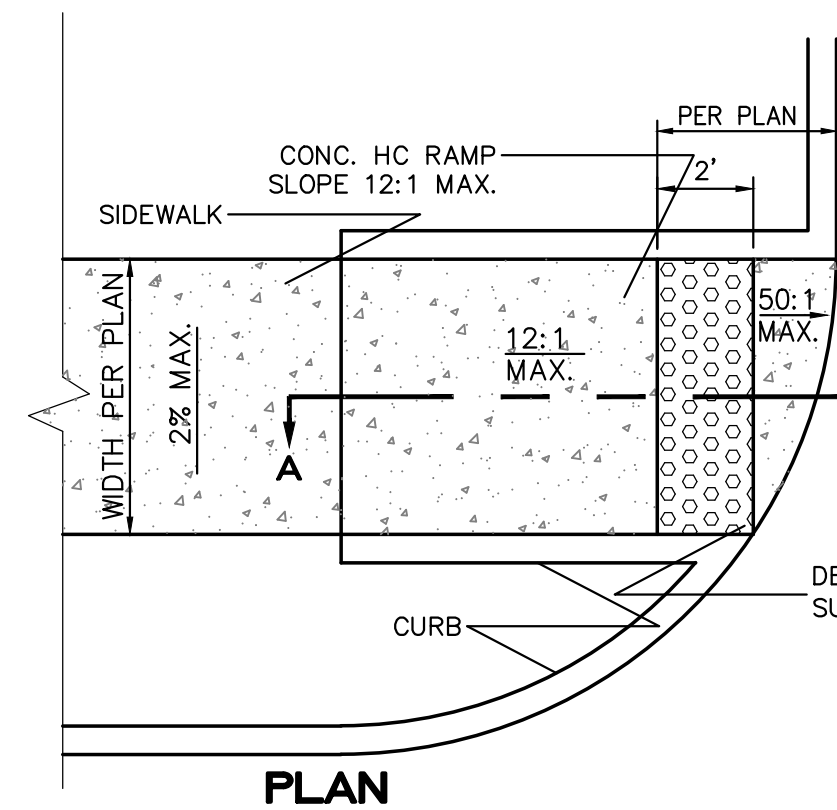 PER PLAN
CONC. HC RAMP
SLOPE 12:1 MAX.
2'
SIDEWALK
50:1
MAX.
12:1
MAX.
WIDTH PER PLAN
2% MAX.
A
CURB
PLAN